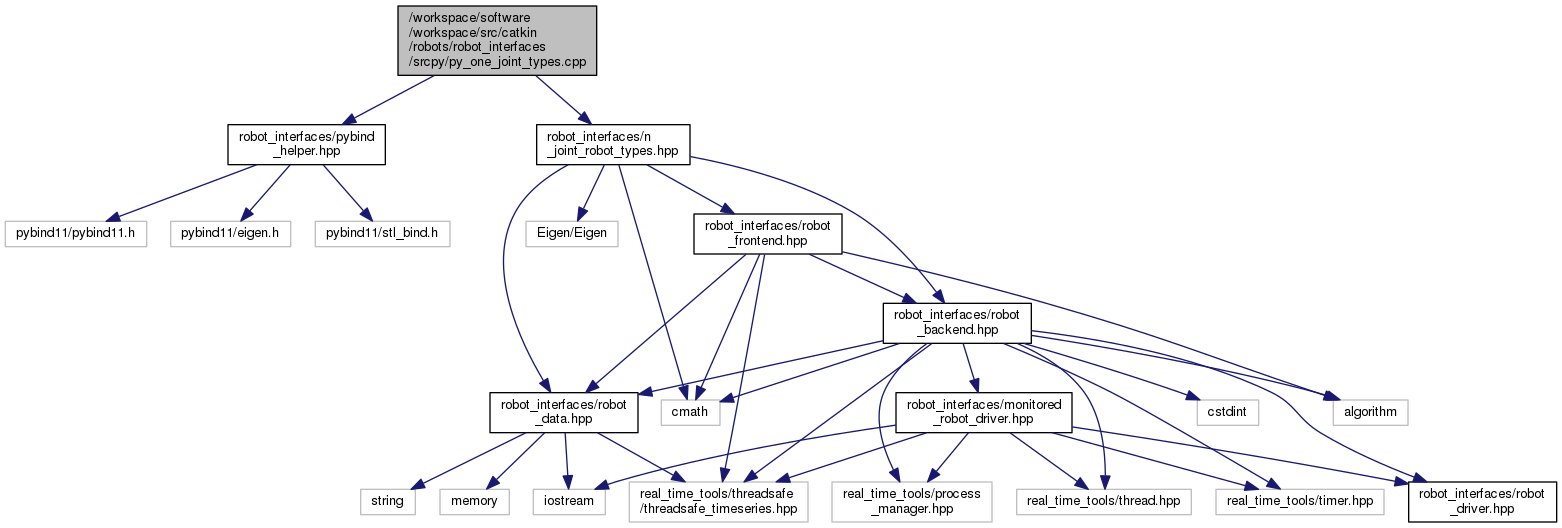 /workspace/software
/workspace/src/catkin
/robots/robot_interfaces
/srcpy/py_one_joint_types.cpp
robot_interfaces/pybind
_helper.hpp
robot_interfaces/n
_joint_robot_types.hpp
pybind11/pybind11.h
pybind11/eigen.h
pybind11/stl_bind.h
Eigen/Eigen
robot_interfaces/robot
_frontend.hpp
robot_interfaces/robot
_backend.hpp
robot_interfaces/robot
_data.hpp
cmath
robot_interfaces/monitored
_robot_driver.hpp
cstdint
algorithm
string
memory
iostream
real_time_tools/threadsafe
/threadsafe_timeseries.hpp
real_time_tools/process
_manager.hpp
real_time_tools/thread.hpp
real_time_tools/timer.hpp
robot_interfaces/robot
_driver.hpp